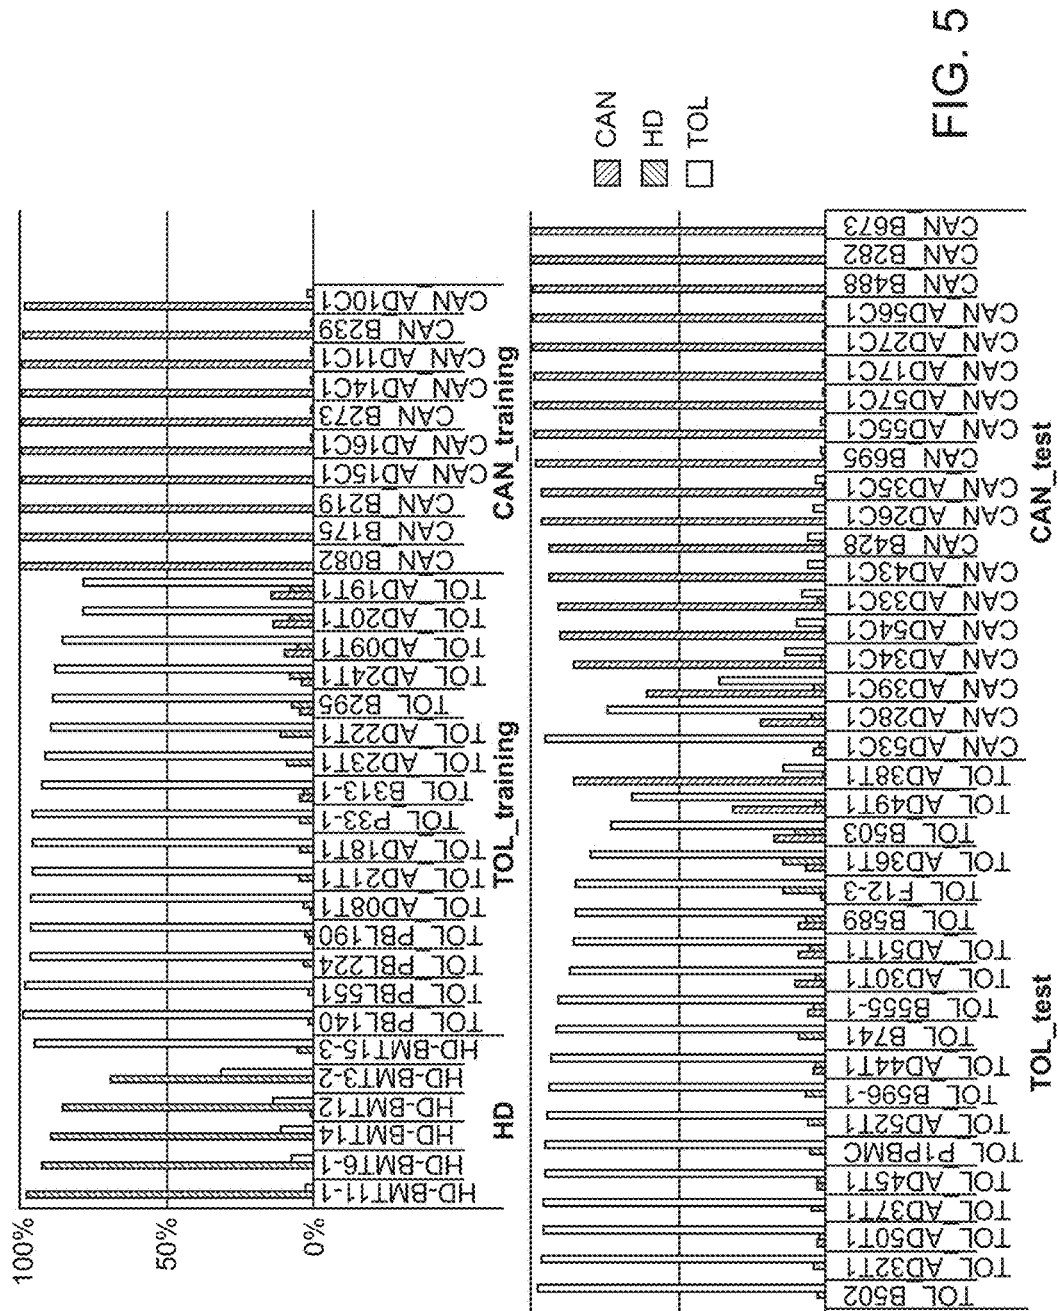 100%
50%
0%
HD-BMT11-1
HD-BMT6-1
HD-BMT14
HD-BMT12
HD-BMT3-2
HD-BMT15-3
TOL_PBL140
TOL_PBL551
TOL_PBL224
TOL_PBL190
TOL_AD08T1
TOL_AD21T1
TOL_AD18T1
TOL_P33-1
TOL_B313-1
TOL_AD23T1
TOL_AD22T1
TOL_B295
TOL_AD24T1
TOL_AD09T1
TOL_AD20T1
TOL_AD19T1
CAN_B082
CAN_B175
CAN_B219
CAN_AD15C1
CAN_AD16C1
CAN_B273
CAN_AD14C1
CAN_AD11C1
CAN_B239
CAN_AD10C1
HD
TOL_training
CAN_training
TOL_B502
TOL_AD32T1
TOL_AD50T1
TOL_AD37T1
TOL_AD45T1
TOL_P1PBMC
TOL_AD52T1
TOL_B596-1
TOL_AD44T1
TOL_B741
TOL_B555-1
TOL_AD30T1
TOL_AD51T1
TOL_B589
TOL_F12-3
TOL_AD36T1
TOL_B503
TOL_AD49T1
TOL_AD38T1
CAN_AD53C1
CAN_AD28C1
CAN_AD39C1
CAN_AD34C1
CAN_AD54C1
CAN_AD33C1
CAN_AD43C1
CAN_B428
CAN_AD26C1
CAN_AD35C1
CAN_B695
CAN_AD55C1
CAN_AD57C1
CAN_AD17C1
CAN_AD27C1
CAN_AD56C1
CAN_B488
CAN_B282
CAN_B673
TOL_test
CAN_test
CAN
HD
TOL
FIG. 5